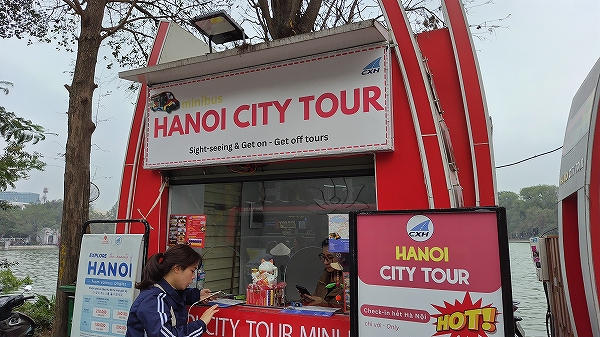 minibus
HANOI CITY TOUR
Sight-seeing & Get on - Get off tours
CXH
EXPLORE
HANOI
CXH
HANOI
CITY TOUR
Check-in hết Hà Nội
chỉ với - Only
HOT!
CITY TOUR MINI